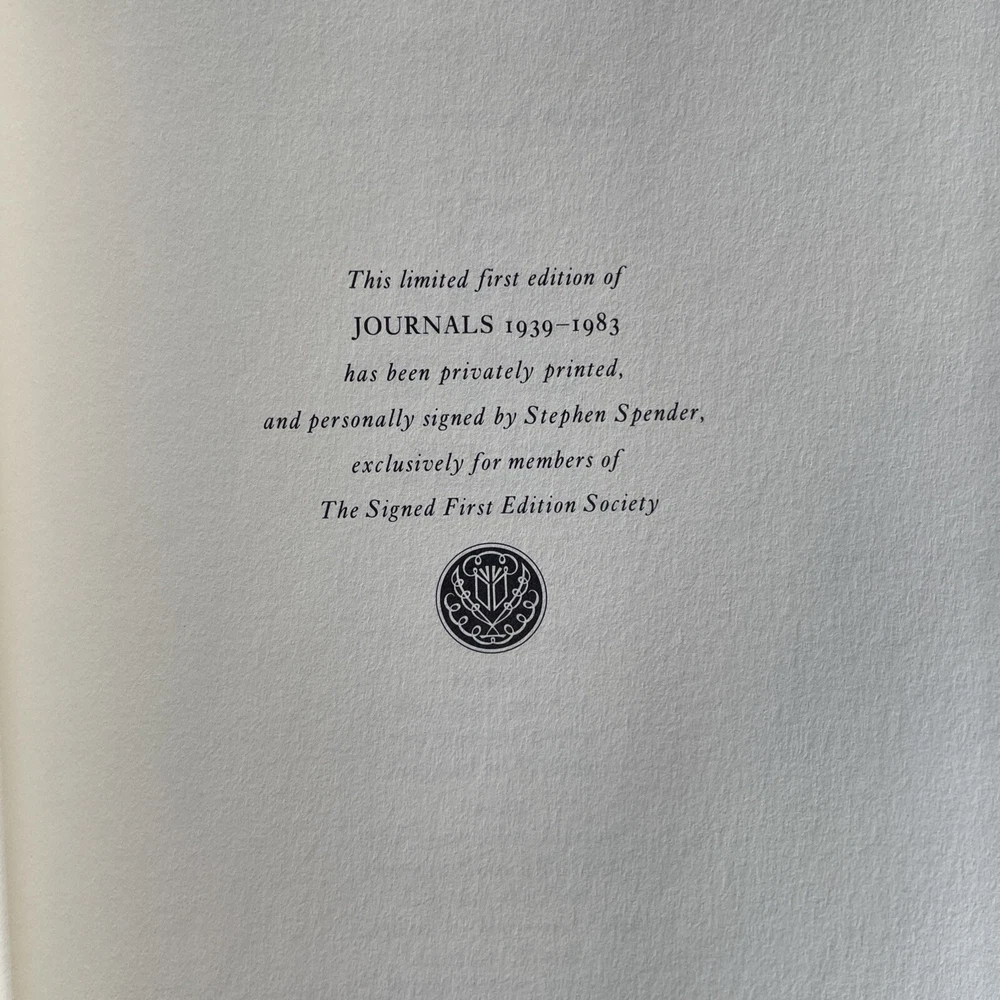 This limited first edition of
JOURNALS 1939–1983
has been privately printed,
and personally signed by Stephen Spender,
exclusively for members of
The Signed First Edition Society